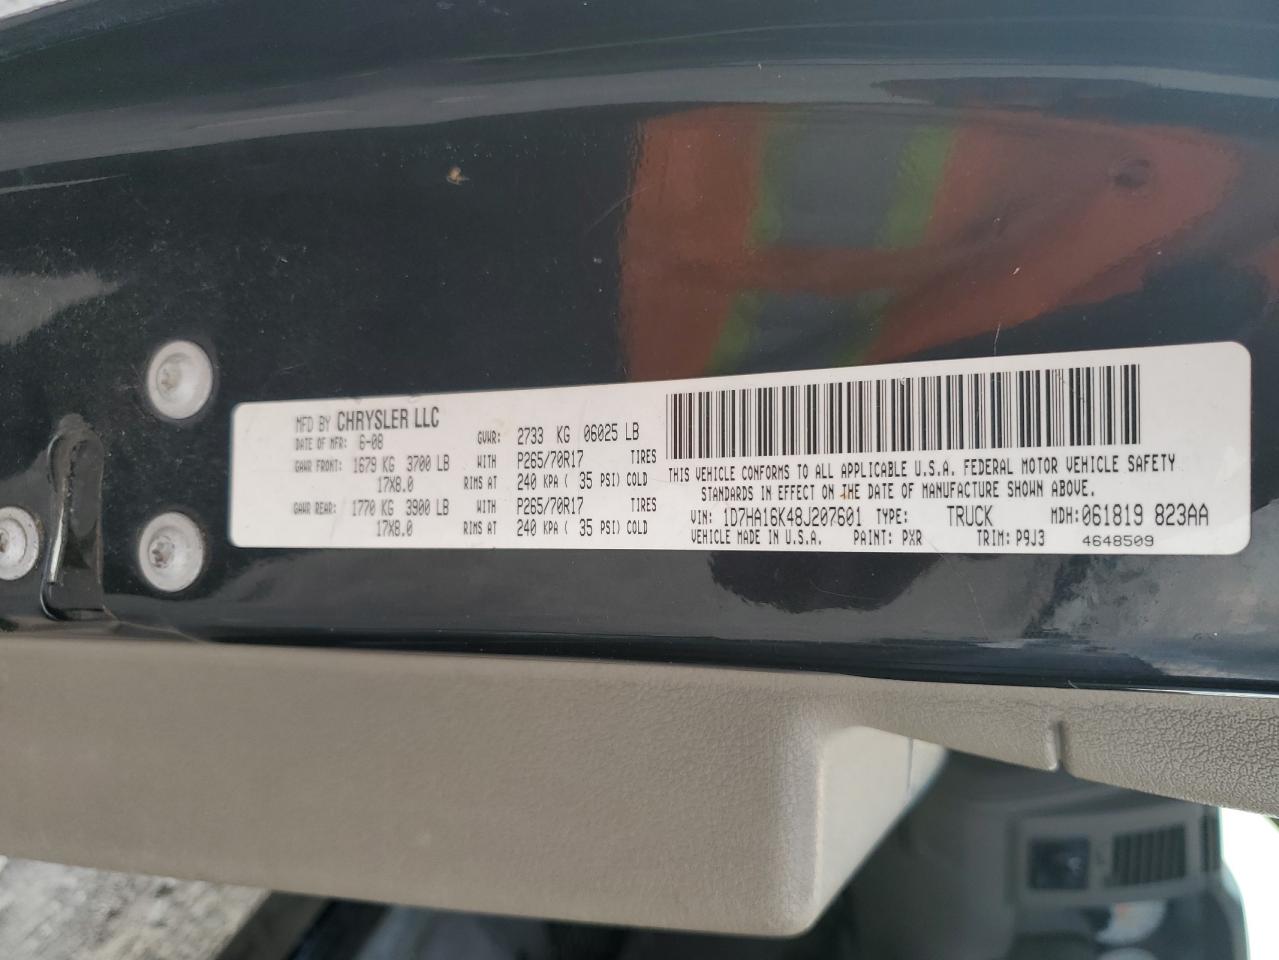 MFD BY CHRYSLER LLC
DATE OF MFR: 6-08 GVWR: 2733 KG 06025 LB
GAWR FRONT: 1679 KG 3700 LB WITH P265/70R17 TIRES
17X8.0 RIMS AT 240 KPA ( 35 PSI) COLD
GAWR REAR: 1770 KG 3900 LB WITH P265/70R17 TIRES
17X8.0 RIMS AT 240 KPA ( 35 PSI) COLD
THIS VEHICLE CONFORMS TO ALL APPLICABLE U.S.A. FEDERAL MOTOR VEHICLE SAFETY
STANDARDS IN EFFECT ON THE DATE OF MANUFACTURE SHOWN ABOVE.
VIN: 1D7HA16K48J207601 TYPE: TRUCK MDH: 061819 823AA
VEHICLE MADE IN U.S.A. PAINT: PXR TRIM: P9J3 4648509